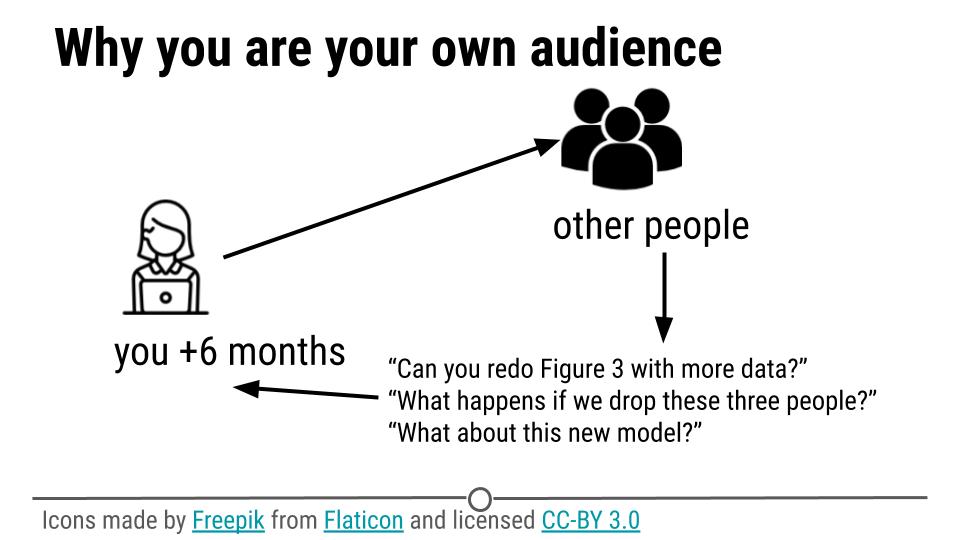 Why you are your own audience
other people
you +6 months
“Can you redo Figure 3 with more data?”
“What happens if we drop these three people?”
“What about this new model?”
Icons made by Freepik from Flaticon and licensed CC-BY 3.0